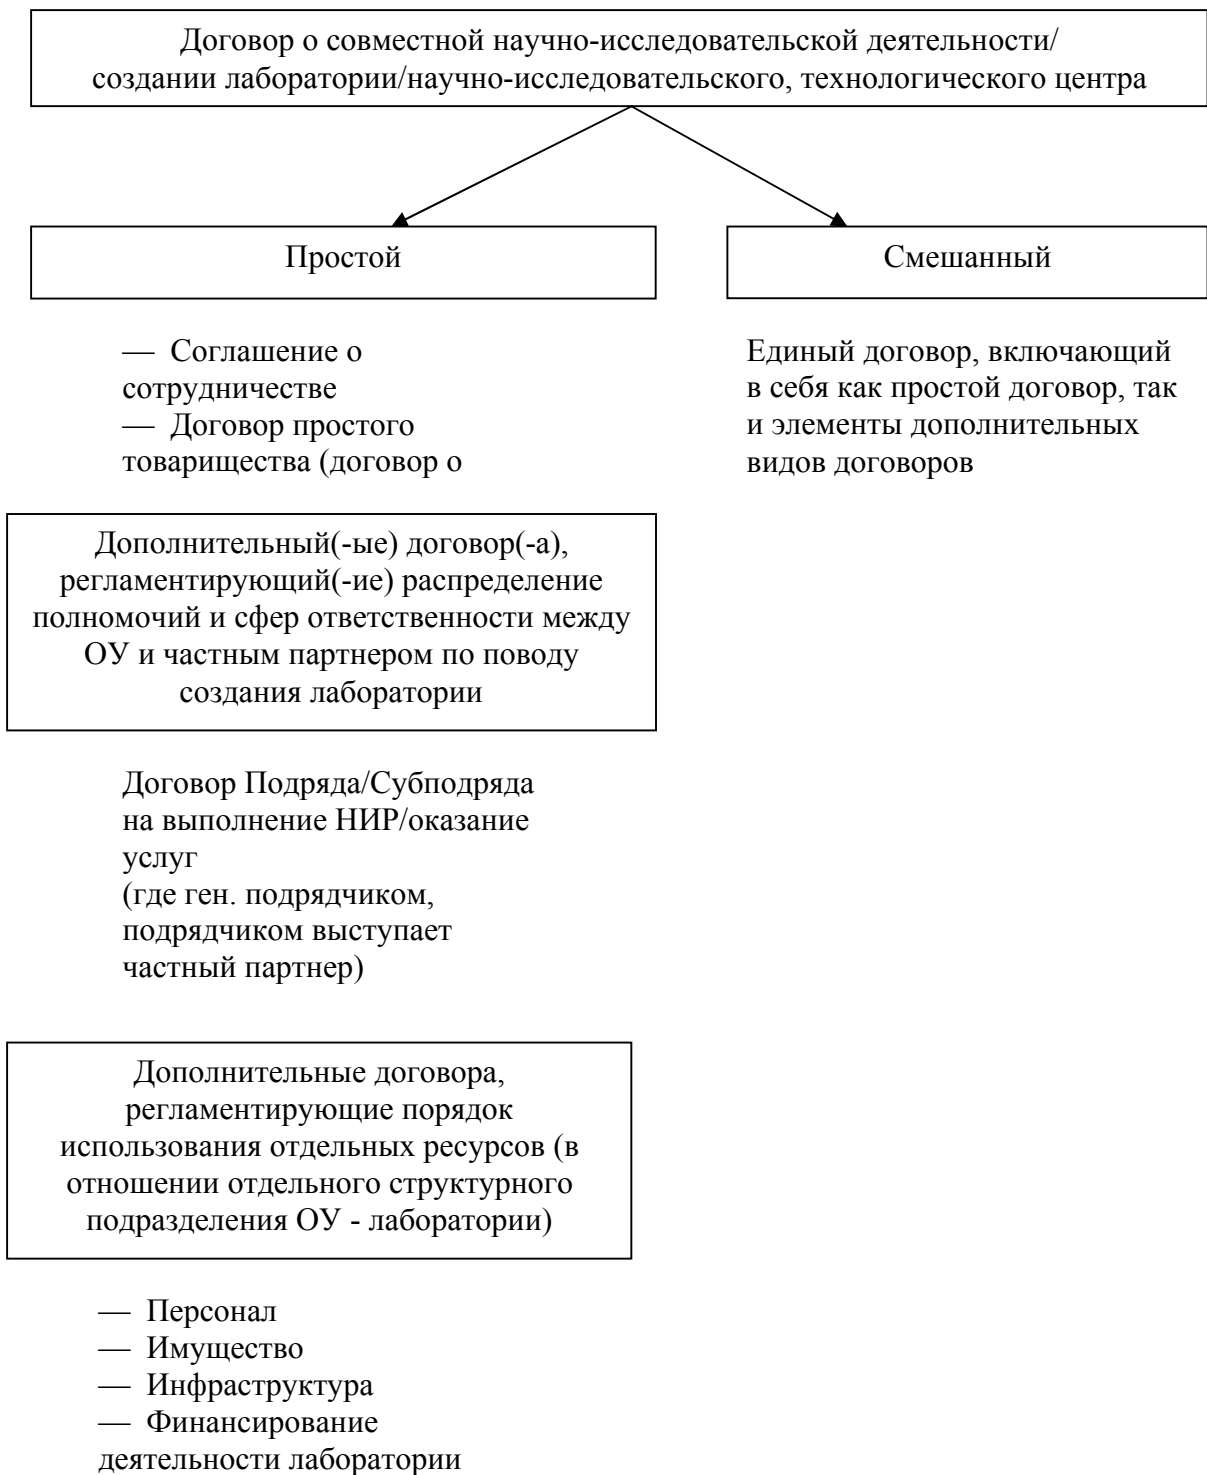 Договор о совместной научно-исследовательской деятельности/
создании лаборатории/научно-исследовательского, технологического центра
Простой
Смешанный
— Соглашение о
сотрудничестве
— Договор простого
товарищества (договор о
Единый договор, включающий
в себя как простой договор, так
и элементы дополнительных
видов договоров
Дополнительный(-ые) договор(-а),
регламентирующий(-ие) распределение
полномочий и сфер ответственности между
ОУ и частным партнером по поводу
создания лаборатории
Договор Подряда/Субподряда
на выполнение НИР/оказание
услуг
(где ген. подрядчиком,
подрядчиком выступает
частный партнер)
Дополнительные договора,
регламентирующие порядок
использования отдельных ресурсов (в
отношении отдельного структурного
подразделения ОУ - лаборатории)
— Персонал
— Имущество
— Инфраструктура
— Финансирование
деятельности лаборатории